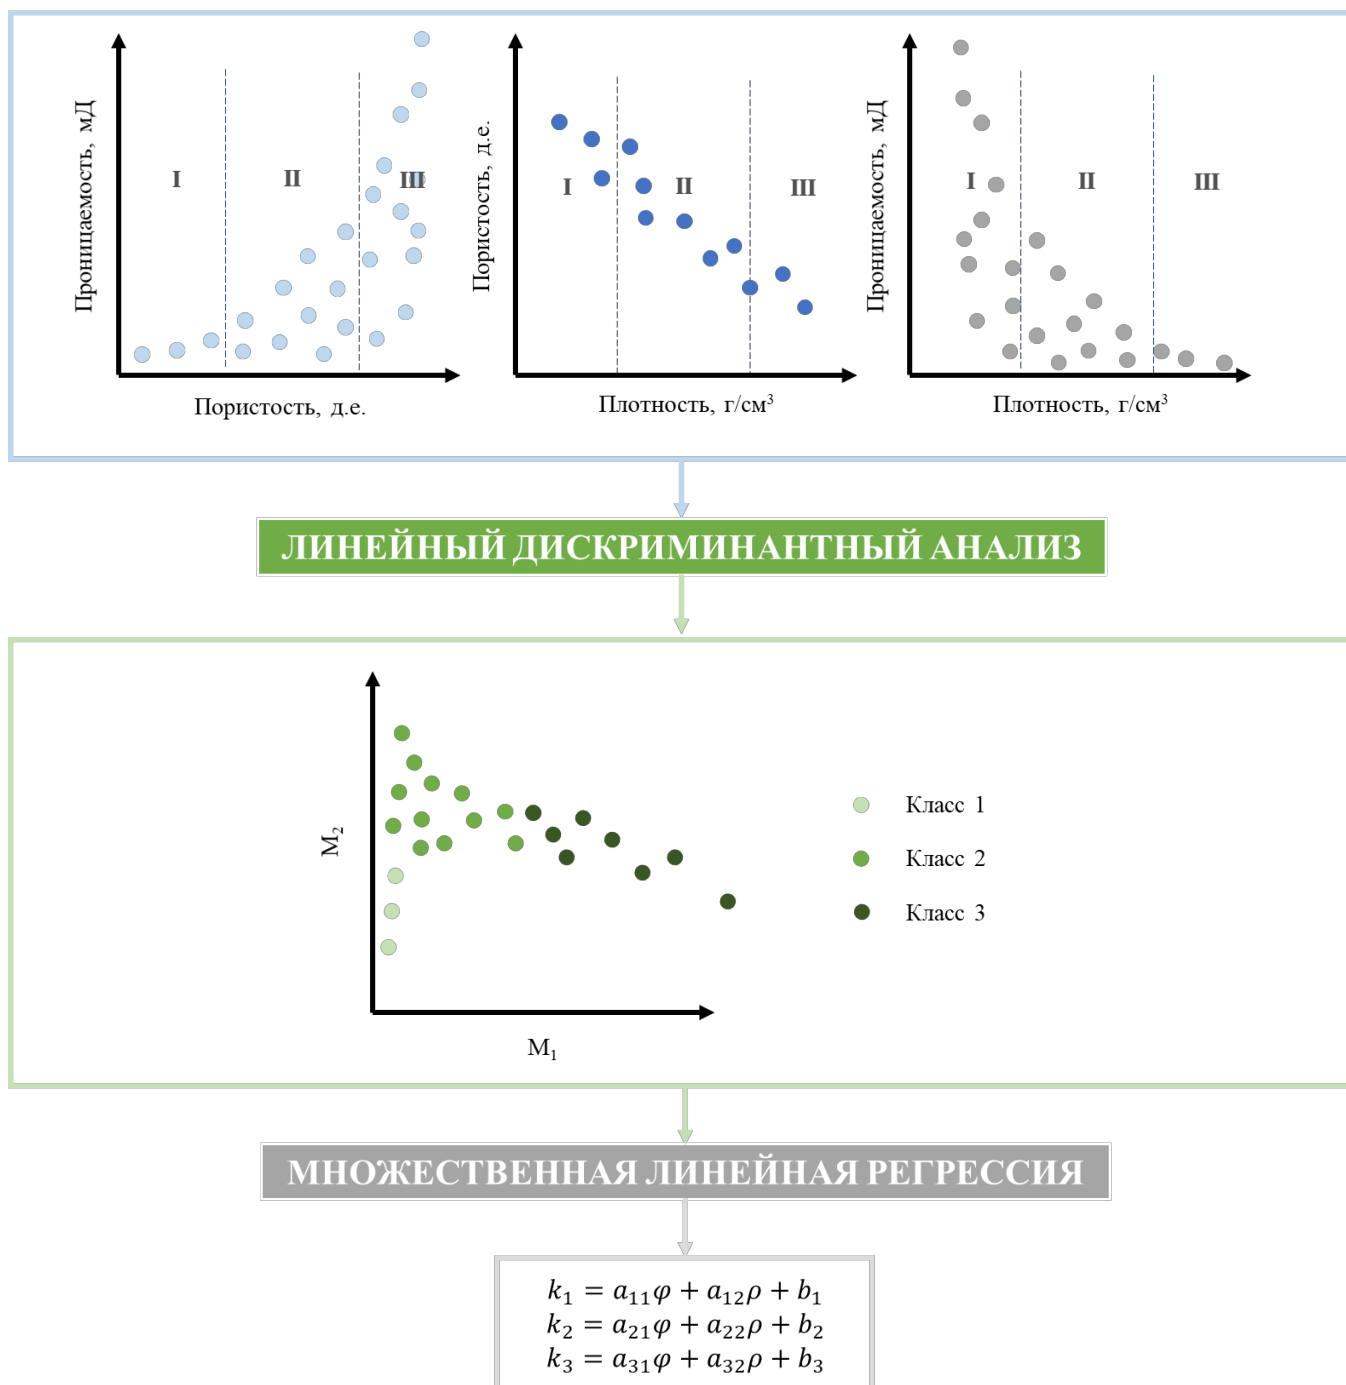 Проницаемость, мД
I
II
III
Пористость, д.е.
Пористость, д.е.
I
II
III
Плотность, г/см³
Проницаемость, мД
I
II
III
Плотность, г/см³
ЛИНЕЙНЫЙ ДИСКРИМИНАНТНЫЙ АНАЛИЗ
M₂
M₁
Класс 1
Класс 2
Класс 3
МНОЖЕСТВЕННАЯ ЛИНЕЙНАЯ РЕГРЕССИЯ
k₁ = a₁₁φ + a₁₂ρ + b₁
k₂ = a₂₁φ + a₂₂ρ + b₂
k₃ = a₃₁φ + a₃₂ρ + b₃